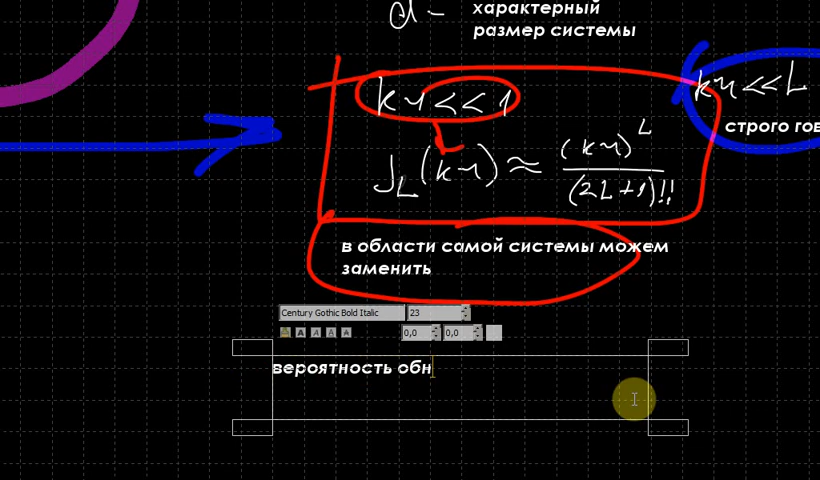 d – характерный
размер системы
kr << 1
kr << L
строго гов
j_L(kr) ≈ (kr)^L / (2L+1)!!
в области самой системы можем
заменить
Century Gothic Bold Italic 23
A A A A 0,0 0,0
вероятность обн